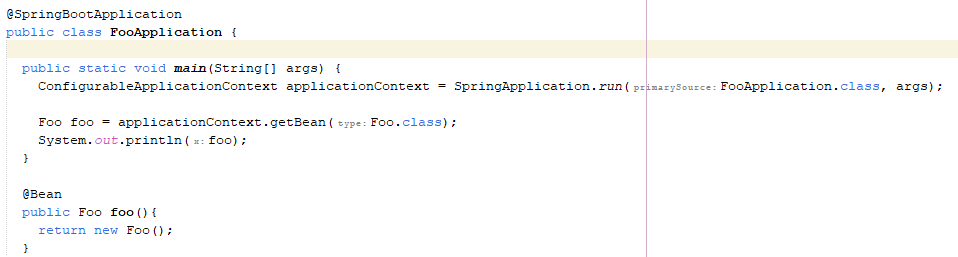 @SpringBootApplication
public class FooApplication {
public static void main(String[] args) {
ConfigurableApplicationContext applicationContext = SpringApplication.run( primarySource: FooApplication.class, args);
Foo foo = applicationContext.getBean( type: Foo.class);
System.out.println( x: foo);
}
@Bean
public Foo foo(){
return new Foo();
}